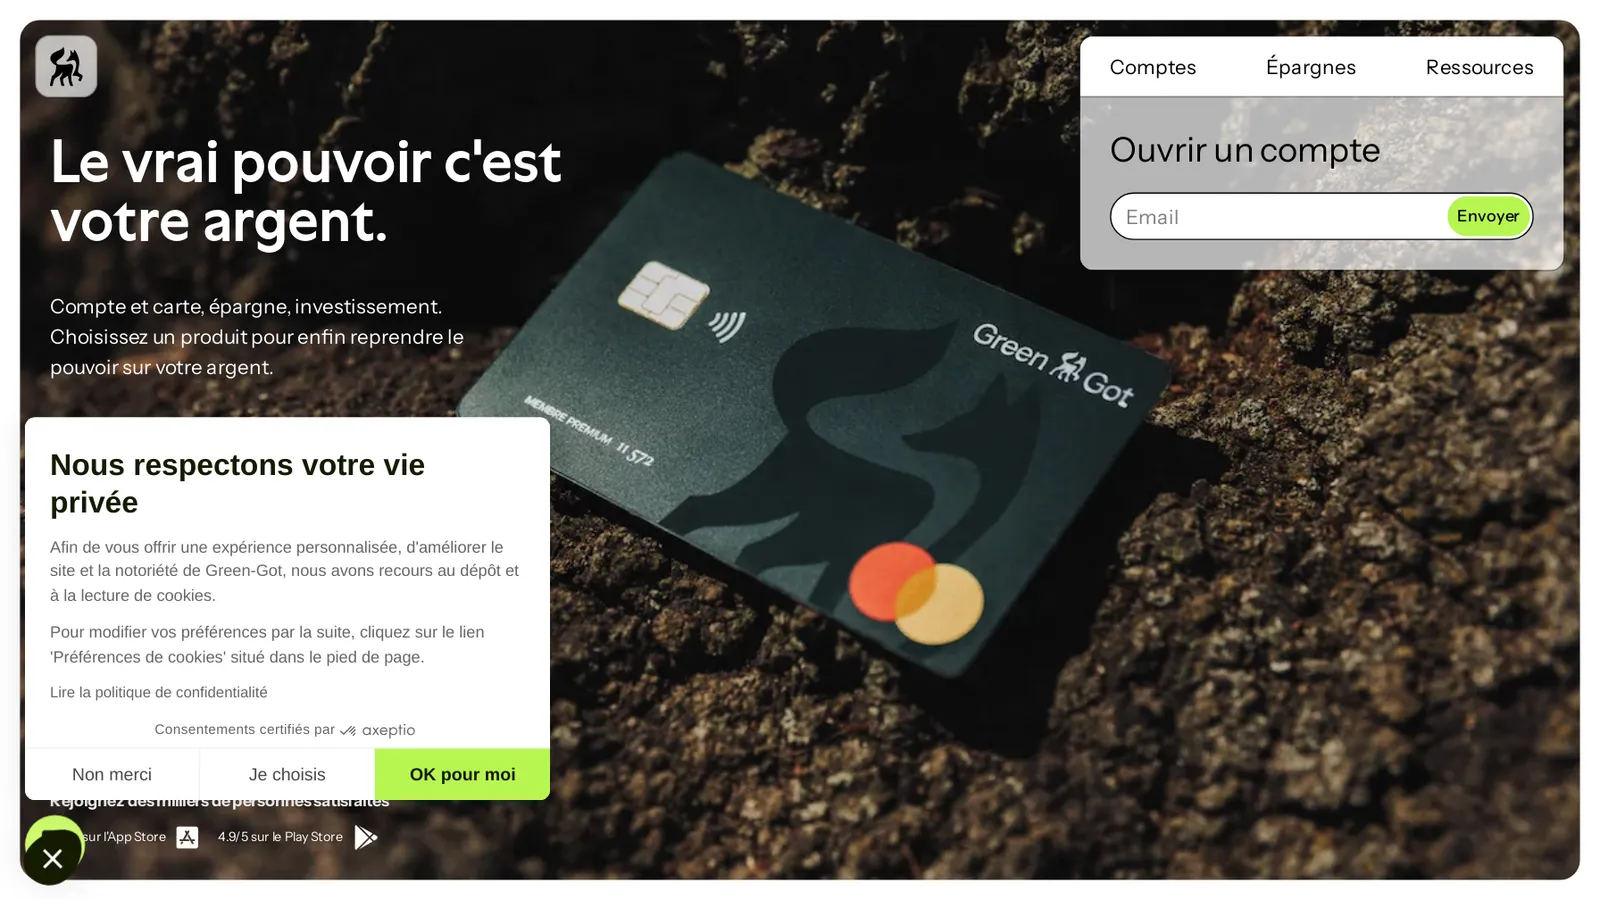 Comptes
Épargnes
Ressources
Ouvrir un compte
Email
Envoyer
Le vrai pouvoir c'est
votre argent.
Compte et carte, épargne, investissement.
Choisissez un produit pour enfin reprendre le
pouvoir sur votre argent.
Green Got
MEMBRE PREMIUM 11 572
Nous respectons votre vie
privée
Afin de vous offrir une expérience personnalisée, d'améliorer le
site et la notoriété de Green-Got, nous avons recours au dépôt et
à la lecture de cookies.
Pour modifier vos préférences par la suite, cliquez sur le lien
'Préférences de cookies' situé dans le pied de page.
Lire la politique de confidentialité
Consentements certifiés par axeptio
Non merci
Je choisis
OK pour moi
Rejoignez des milliers de personnes satisfaites
sur l'App Store
4.9/5 sur le Play Store